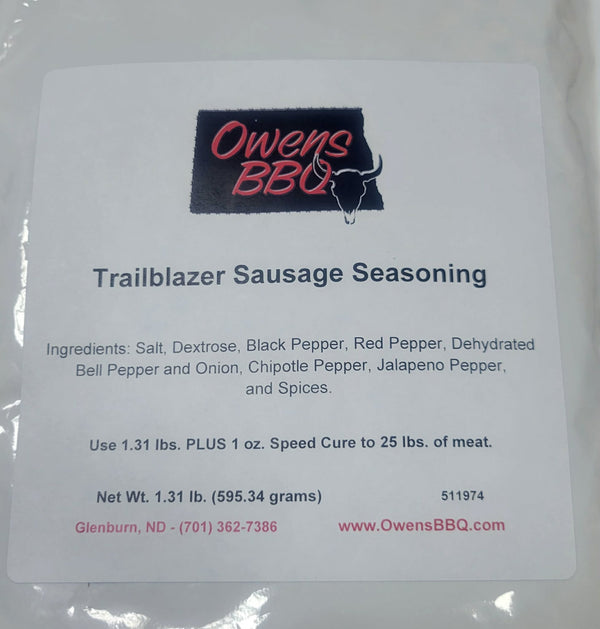 Owens
BBQ
Trailblazer Sausage Seasoning
Ingredients: Salt, Dextrose, Black Pepper, Red Pepper, Dehydrated
Bell Pepper and Onion, Chipotle Pepper, Jalapeno Pepper,
and Spices.
Use 1.31 lbs. PLUS 1 oz. Speed Cure to 25 lbs. of meat.
Net Wt. 1.31 lb. (595.34 grams) 511974
Glenburn, ND - (701) 362-7386 www.OwensBBQ.com